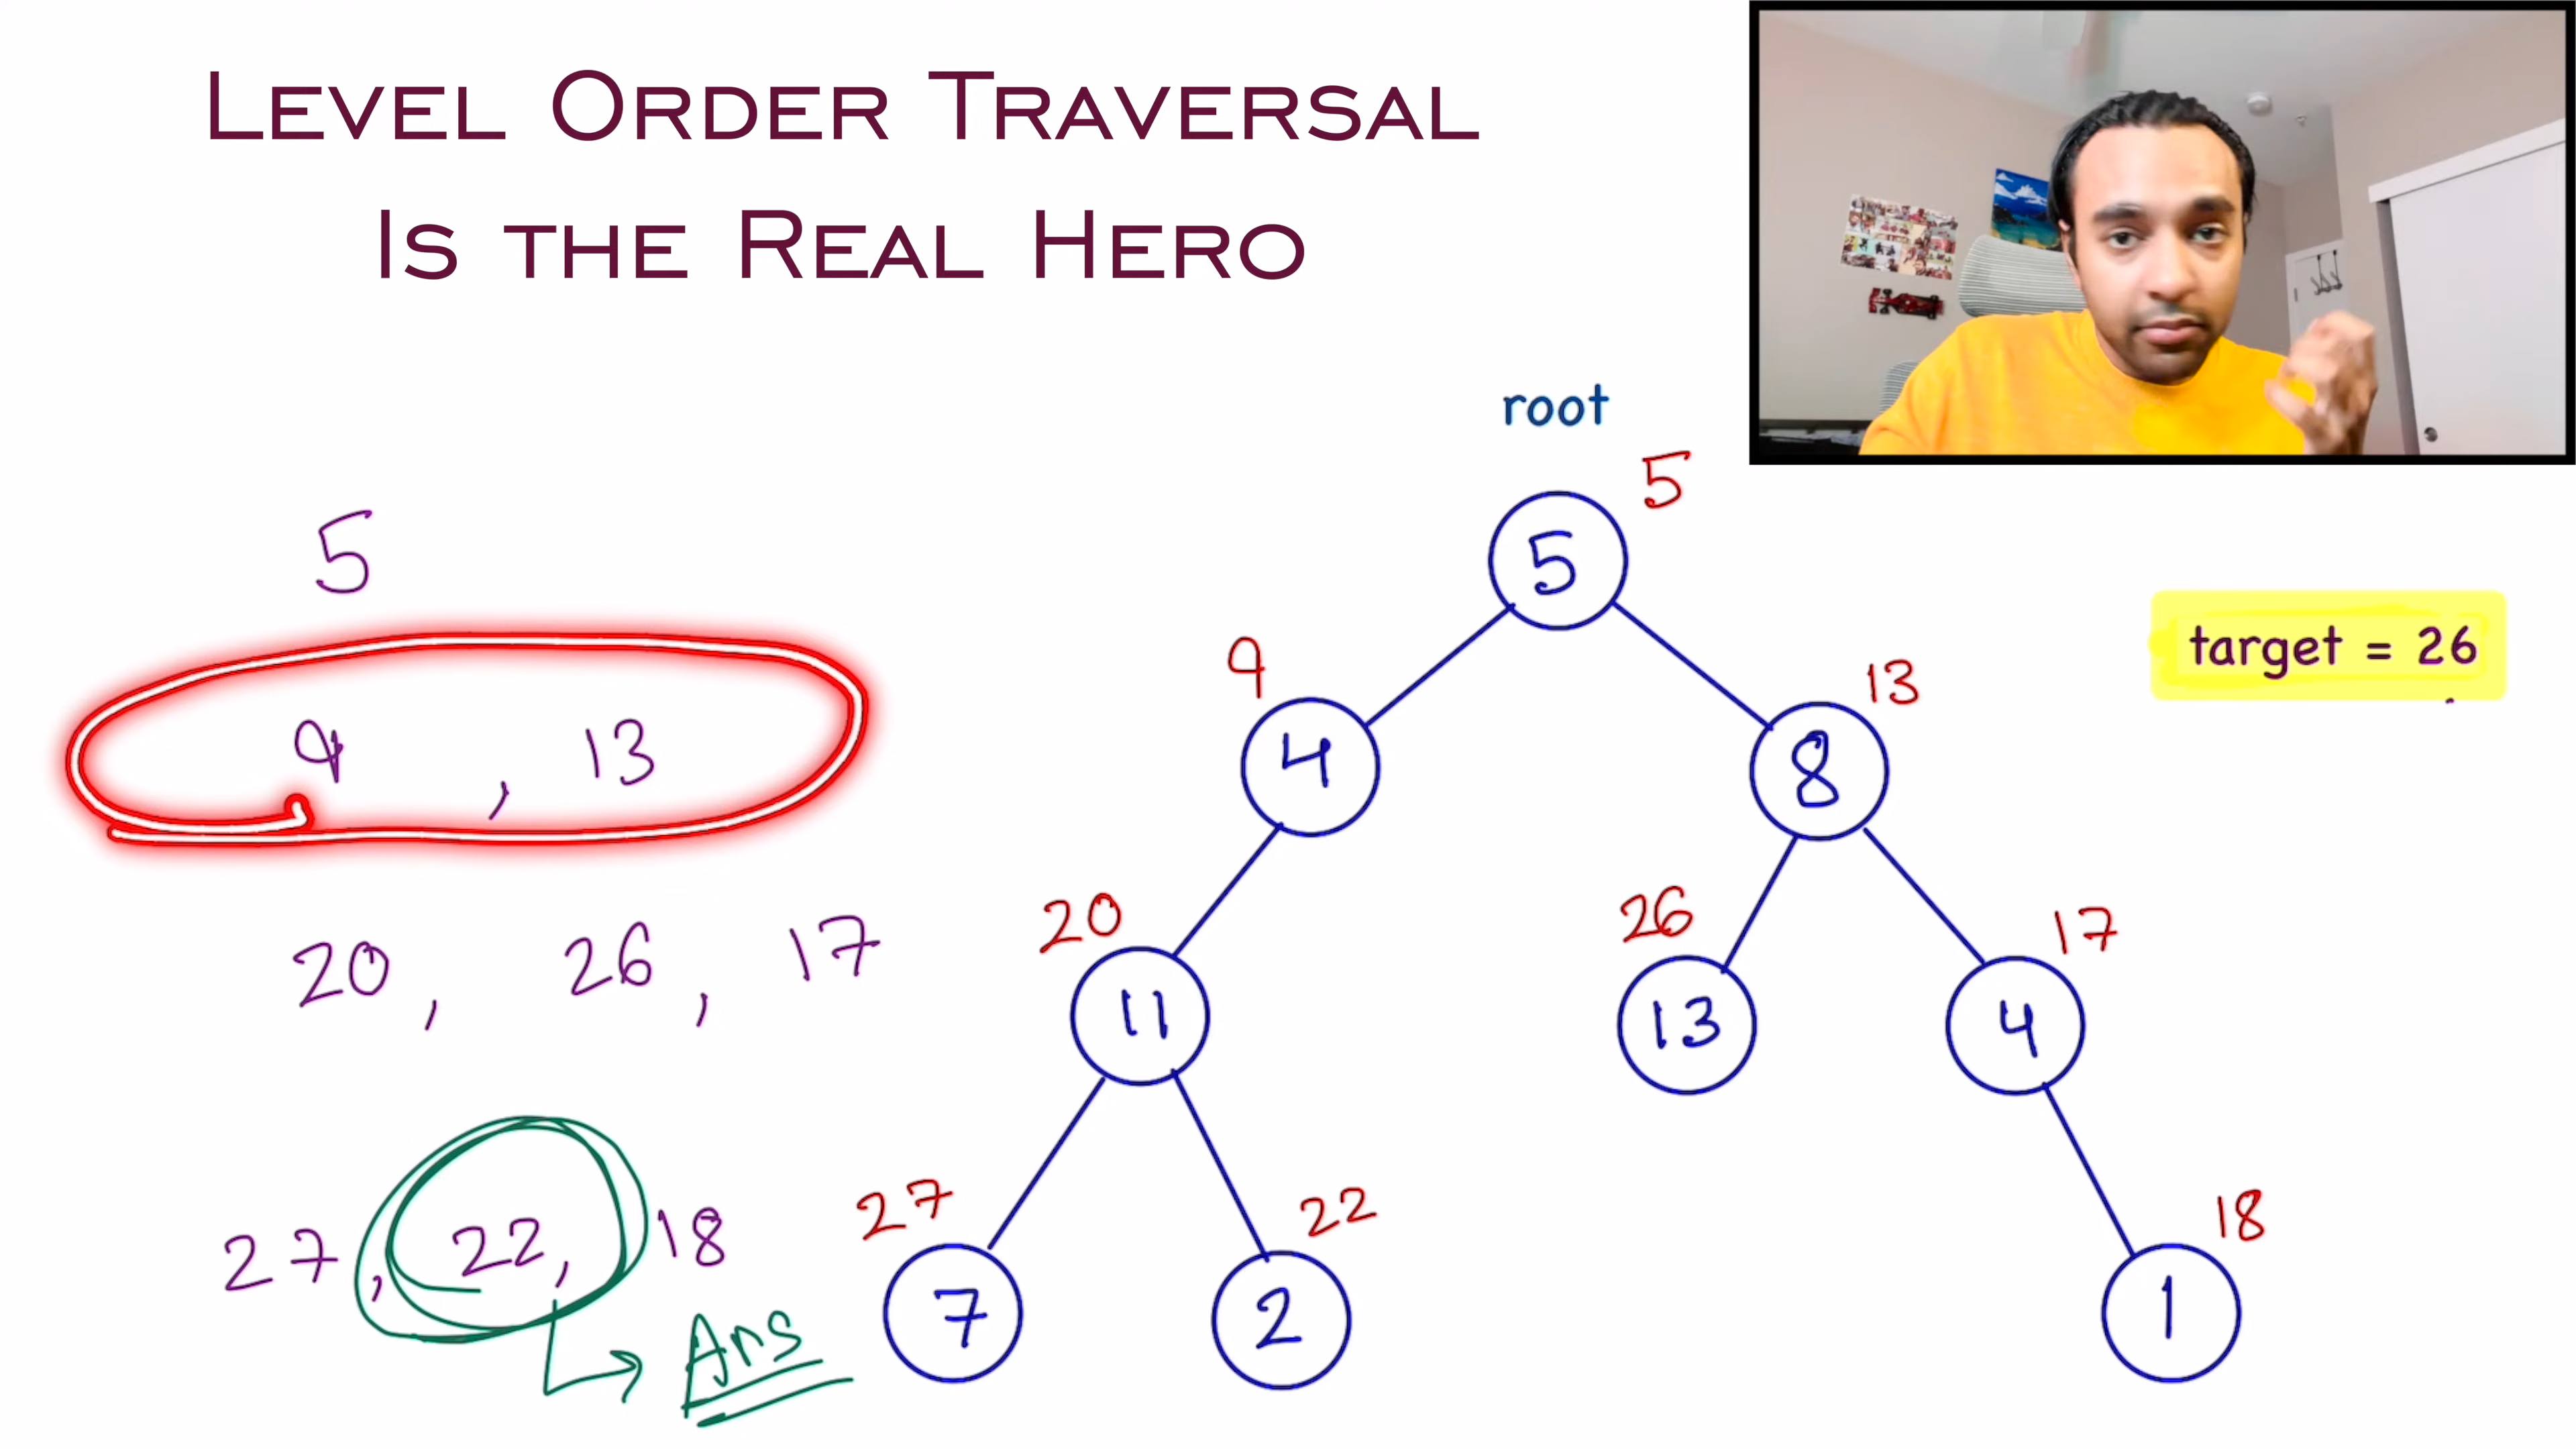 LEVEL ORDER TRAVERSAL
IS THE REAL HERO
root
5
5
5
target = 26
9
13
4
8
9 , 13
20
26
17
20 , 26 , 17
11
13
4
27
22
18
27 , 22 , 18
7
2
1
Ans